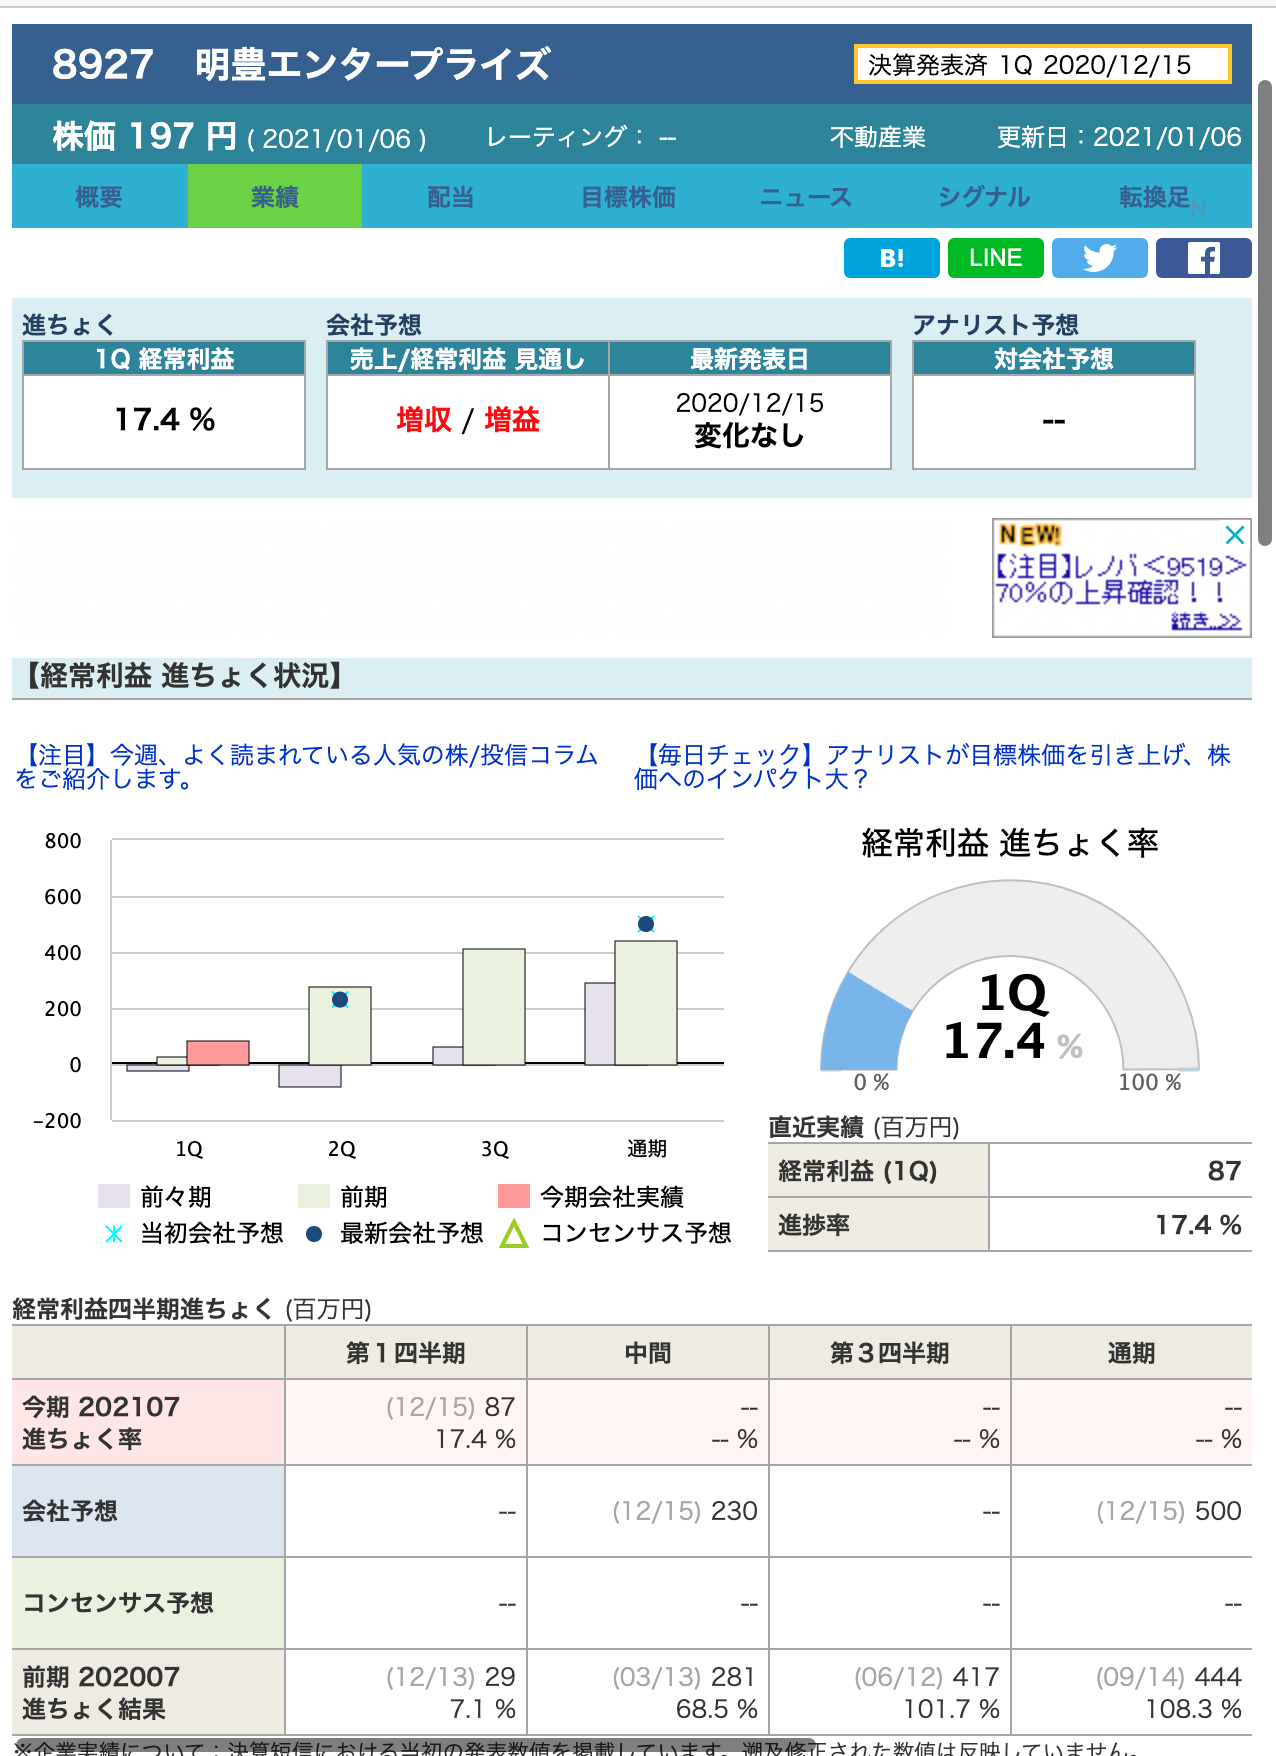 8927　明豊エンタープライズ
決算発表済 1Q 2020/12/15
株価 197 円 ( 2021/01/06 )
レーティング： --
不動産業
更新日：2021/01/06
概要
業績
配当
目標株価
ニュース
シグナル
転換足
N
B!
LINE
進ちょく
会社予想
アナリスト予想
1Q 経常利益
売上/経常利益 見通し
最新発表日
対会社予想
17.4 %
増収 / 増益
2020/12/15
変化なし
--
NEW!
【注目】レノバ<9519>
70%の上昇確認！！
続き..>>
【経常利益 進ちょく状況】
【注目】今週、よく読まれている人気の株/投信コラム
をご紹介します。
【毎日チェック】アナリストが目標株価を引き上げ、株
価へのインパクト大？
800
600
400
200
0
-200
1Q
2Q
3Q
通期
前々期
前期
今期会社実績
当初会社予想
最新会社予想
コンセンサス予想
経常利益 進ちょく率
1Q
17.4 %
0 %
100 %
直近実績 (百万円)
経常利益 (1Q) 87
進捗率 17.4 %
経常利益四半期進ちょく (百万円)
第１四半期 中間 第３四半期 通期
今期 202107 (12/15) 87 -- -- --
進ちょく率 17.4 % -- % -- % -- %
会社予想 -- (12/15) 230 -- (12/15) 500
コンセンサス予想 -- -- -- --
前期 202007 (12/13) 29 (03/13) 281 (06/12) 417 (09/14) 444
進ちょく結果 7.1 % 68.5 % 101.7 % 108.3 %
※企業実績について：決算短信における当初の発表数値を掲載しています。遡及修正された数値は反映していません。